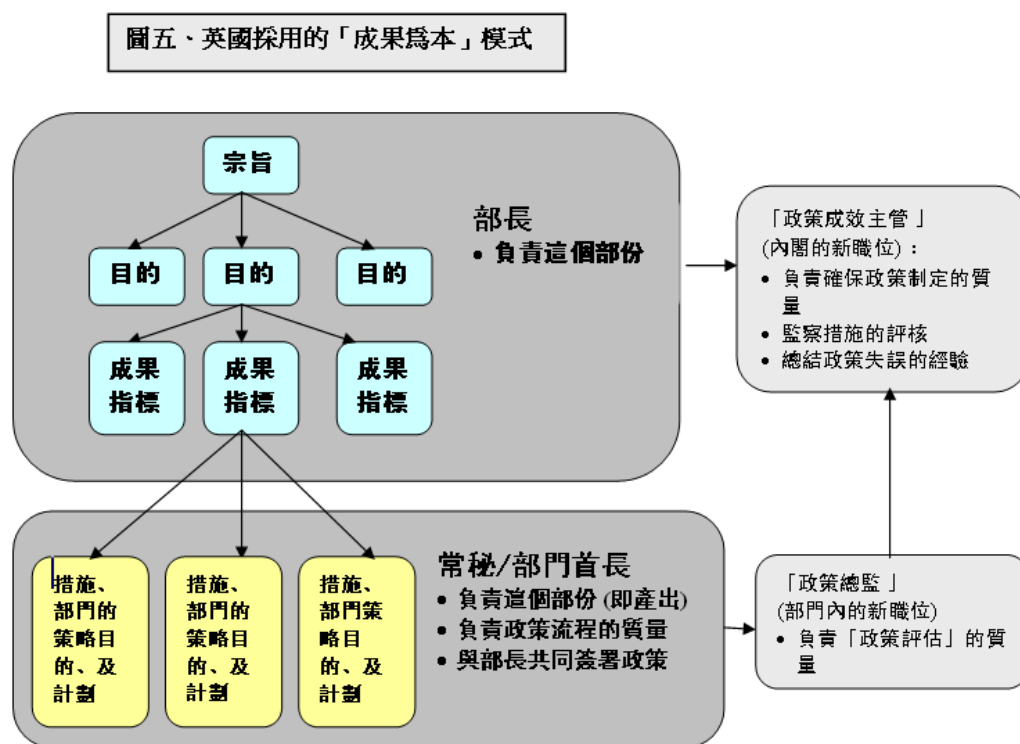 圖五、英國採用的「成果為本」模式
宗旨
部長
• 負責這個部份
目的
目的
目的
成果
指標
成果
指標
成果
指標
「政策成效主管」
(內閣的新職位)：
• 負責確保政策制定的質
量
• 監察措施的評核
• 總結政策失誤的經驗
措施、
部門的
策略目
的、及
計劃
措施、
部門的
策略目
的、及
計劃
措施、
部門策
略目
的、及
計劃
常秘/部門首長
• 負責這個部份 (即產出)
• 負責政策流程的質量
• 與部長共同簽署政策
「政策總監」
(部門內的新職位)
• 負責「政策評估」的質
量